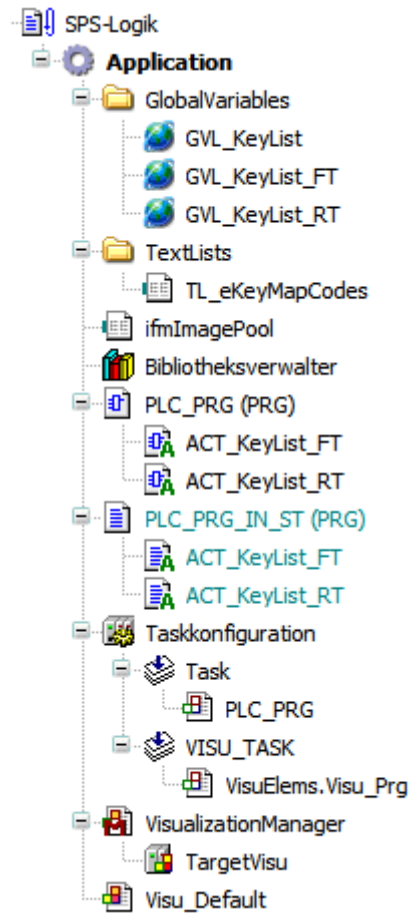 SPS-Logik
Application
GlobalVariables
GVL_KeyList
GVL_KeyList_FT
GVL_KeyList_RT
TextLists
TL_eKeyMapCodes
ifmImagePool
Bibliotheksverwalter
PLC_PRG (PRG)
ACT_KeyList_FT
ACT_KeyList_RT
PLC_PRG_IN_ST (PRG)
ACT_KeyList_FT
ACT_KeyList_RT
Taskkonfiguration
Task
PLC_PRG
VISU_TASK
VisuElems.Visu_Prg
VisualizationManager
TargetVisu
Visu_Default